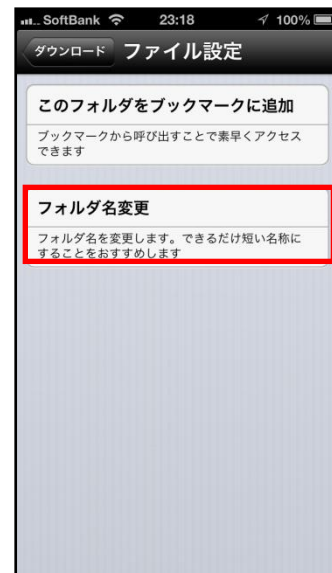 SoftBank 23:18 100%
ダウンロード ファイル設定
このフォルダをブックマークに追加
ブックマークから呼び出すことで素早くアクセス
できます
フォルダ名変更
フォルダ名を変更します。できるだけ短い名称に
することをおすすめします